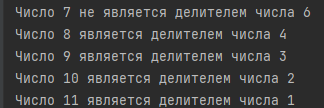 Число 7 не является делителем числа 6
Число 8 является делителем числа 4
Число 9 является делителем числа 3
Число 10 является делителем числа 2
Число 11 является делителем числа 1